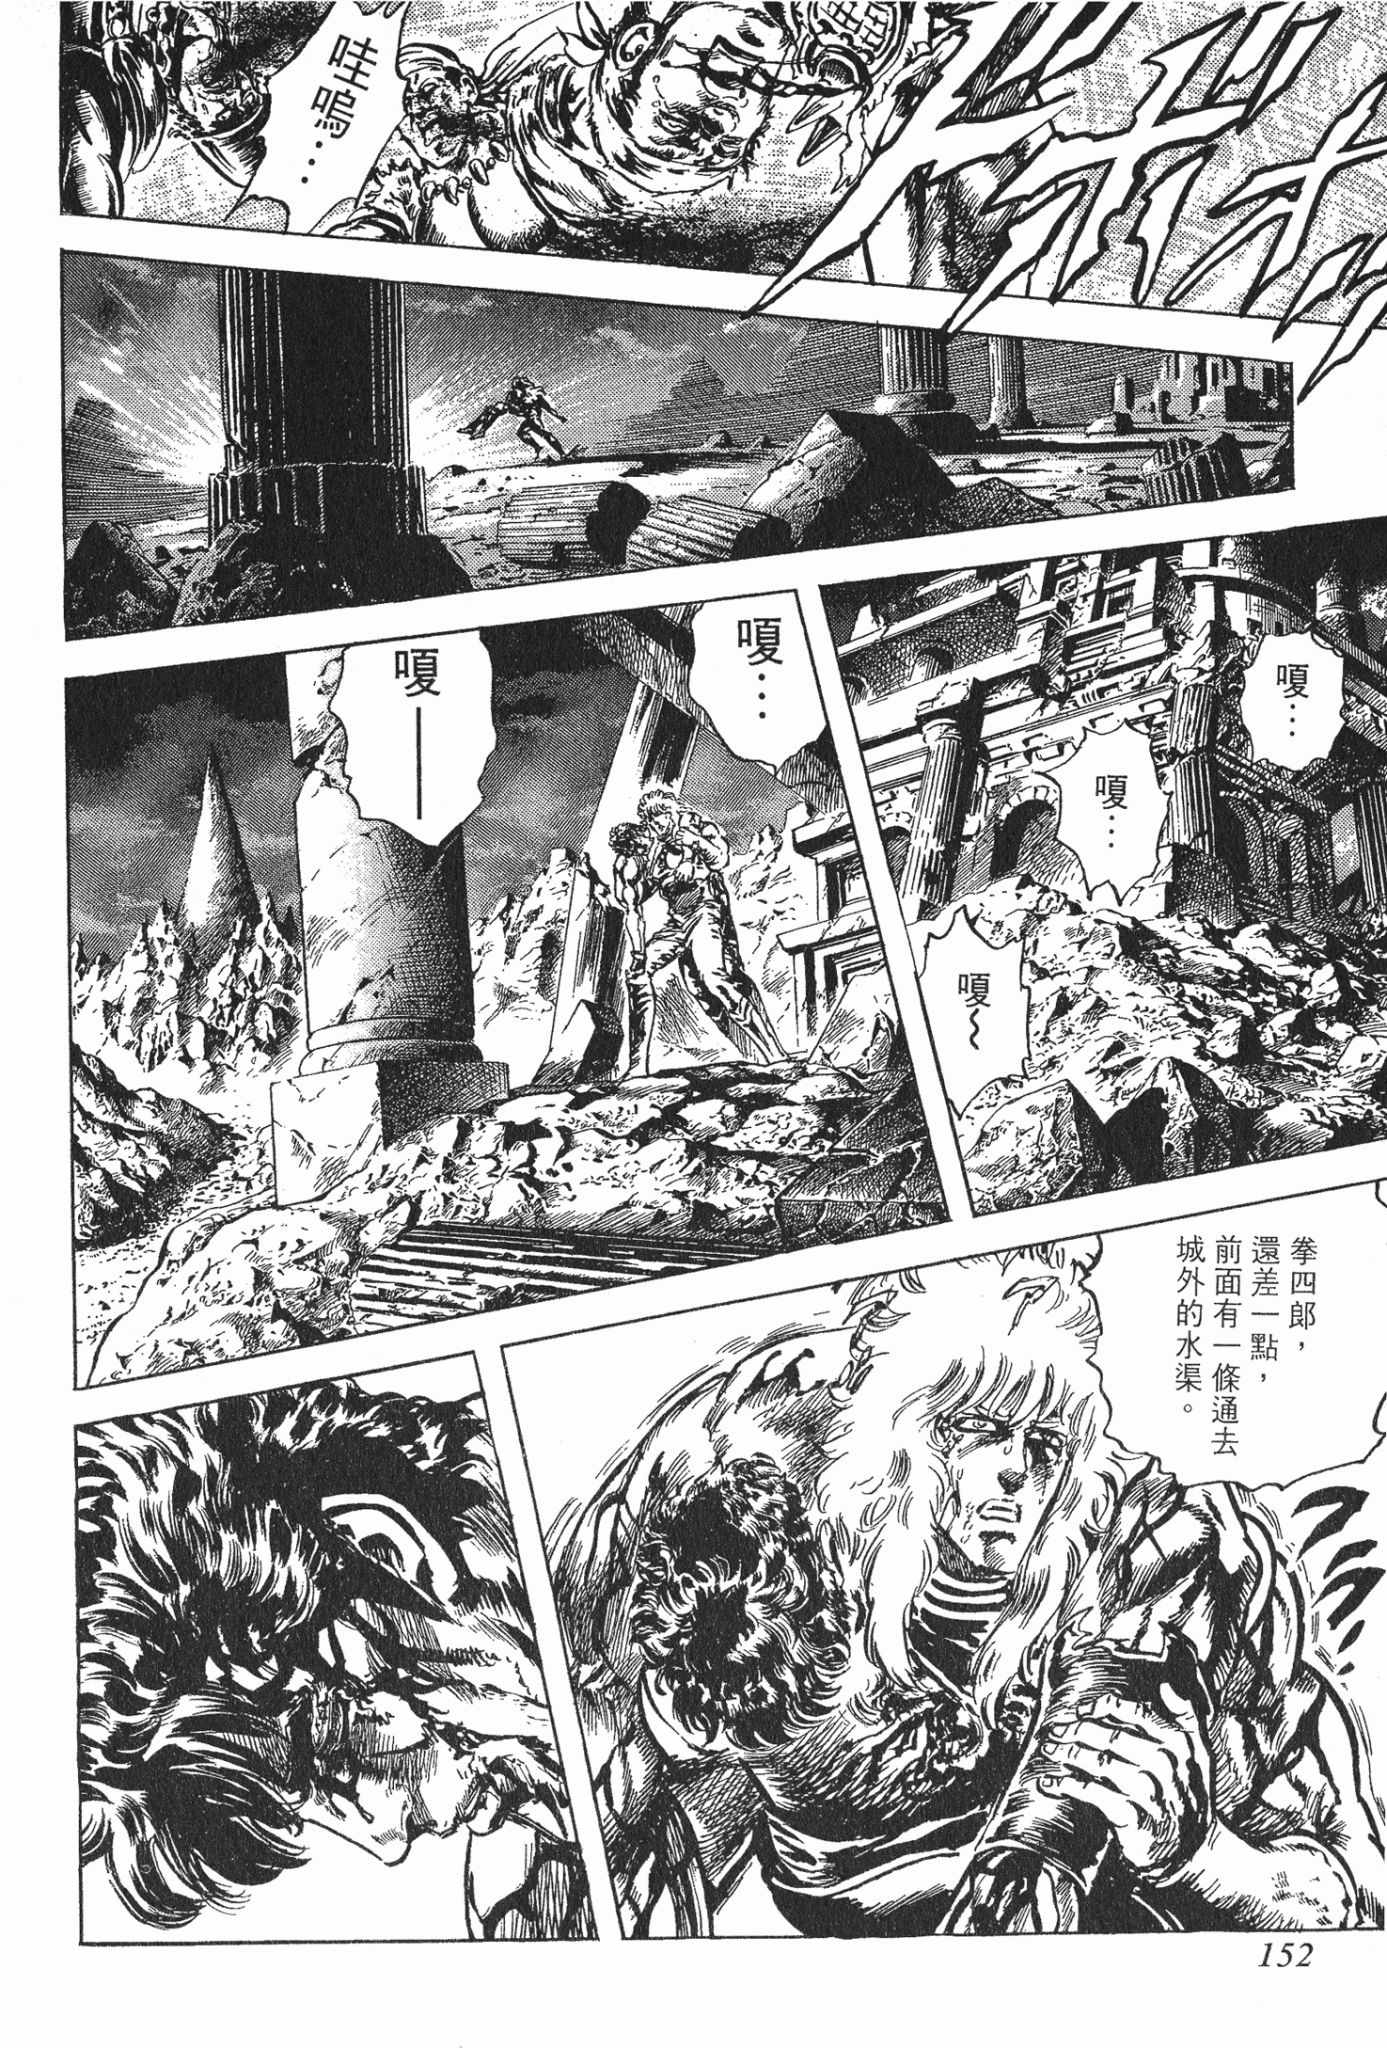 哇嗚…
嗄…
嗄…
嗄～
嗄…
嗄──
拳四郎，
還差一點，
前面有一條通去
城外的水渠。
152